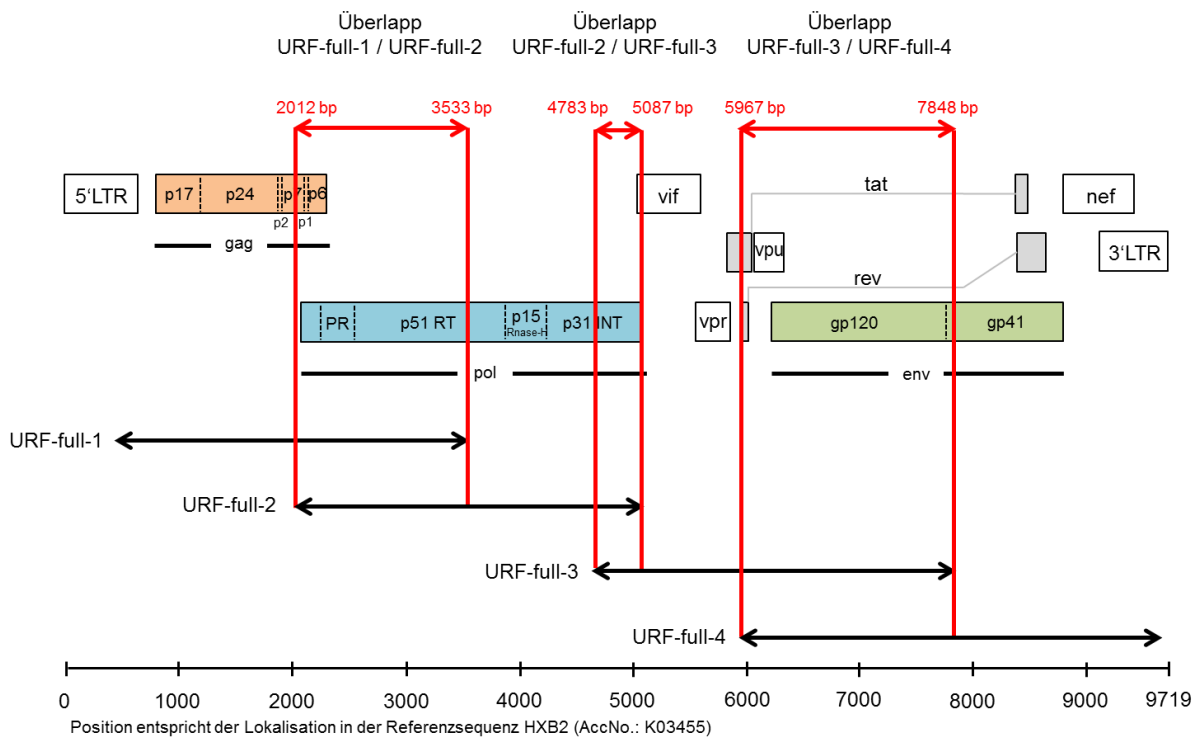 Überlapp
URF-full-1 / URF-full-2
Überlapp
URF-full-2 / URF-full-3
Überlapp
URF-full-3 / URF-full-4
2012 bp
3533 bp
4783 bp
5087 bp
5967 bp
7848 bp
5‘LTR
p17
p24
p7
p6
p2
p1
gag
vif
tat
nef
vpu
3‘LTR
rev
PR
p51 RT
p15
Rnase-H
p31 INT
vpr
gp120
gp41
pol
env
URF-full-1
URF-full-2
URF-full-3
URF-full-4
0 1000 2000 3000 4000 5000 6000 7000 8000 9000 9719
Position entspricht der Lokalisation in der Referenzsequenz HXB2 (AccNo.: K03455)